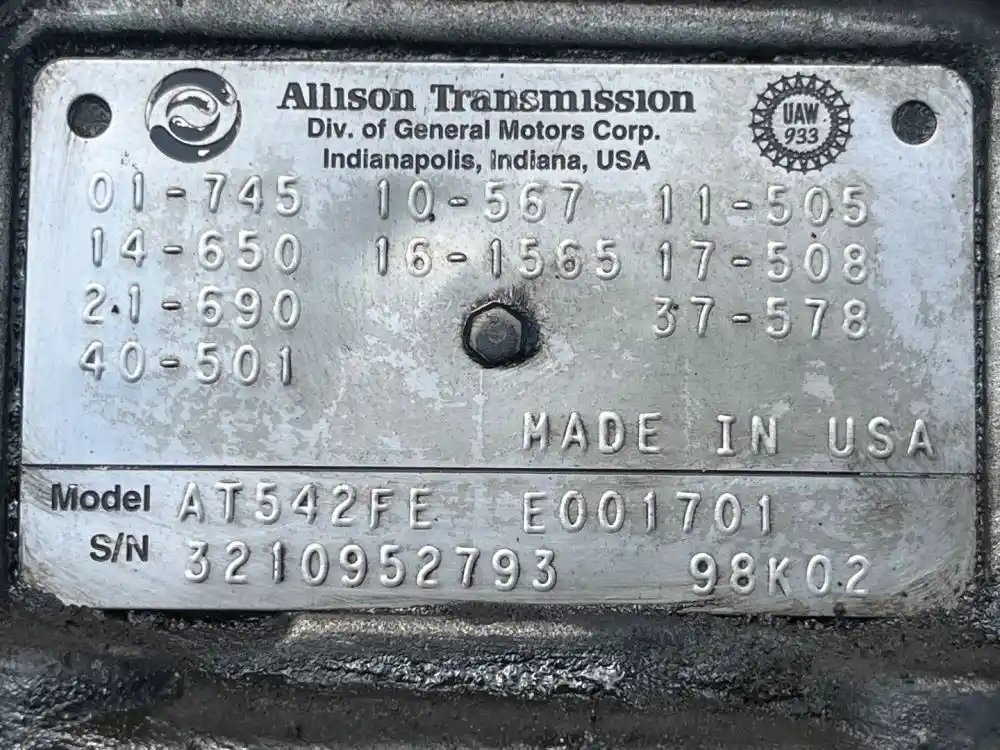 Allison Transmission
Div. of General Motors Corp.
Indianapolis, Indiana, USA
UAW
933
01-745 10-567 11-505
14-650 16-1565 17-508
21-690 37-578
40-501
MADE IN USA
Model AT542FE E001701
S/N 3210952793 98K02